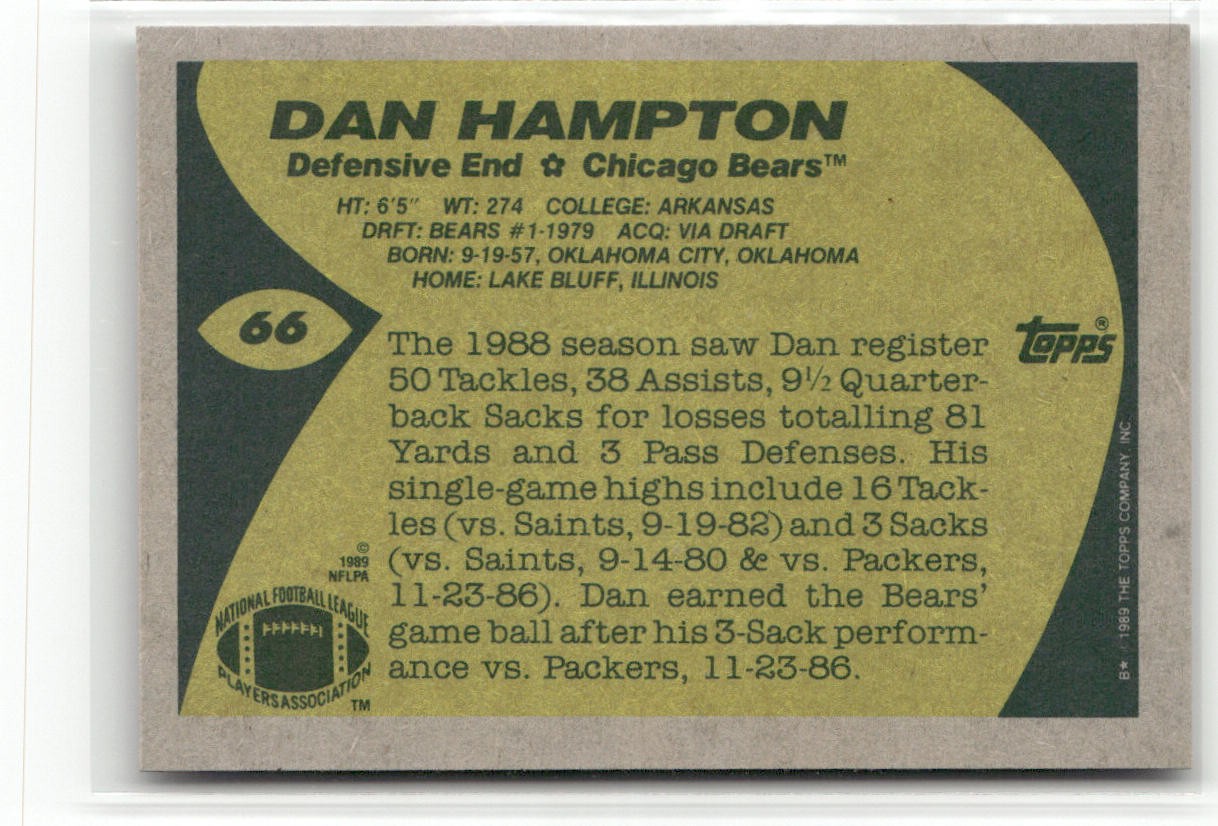 DAN HAMPTON
Defensive End ✿ Chicago Bears™
HT: 6'5" WT: 274 COLLEGE: ARKANSAS
DRFT: BEARS #1-1979 ACQ: VIA DRAFT
BORN: 9-19-57, OKLAHOMA CITY, OKLAHOMA
HOME: LAKE BLUFF, ILLINOIS
66
topps®
The 1988 season saw Dan register
50 Tackles, 38 Assists, 9½ Quarter-
back Sacks for losses totalling 81
Yards and 3 Pass Defenses. His
single-game highs include 16 Tack-
les (vs. Saints, 9-19-82) and 3 Sacks
(vs. Saints, 9-14-80 & vs. Packers,
11-23-86). Dan earned the Bears'
game ball after his 3-Sack perform-
ance vs. Packers, 11-23-86.
©
1989
NFLPA
NATIONAL FOOTBALL LEAGUE
PLAYERS ASSOCIATION
TM
B★ © 1989 THE TOPPS COMPANY, INC.